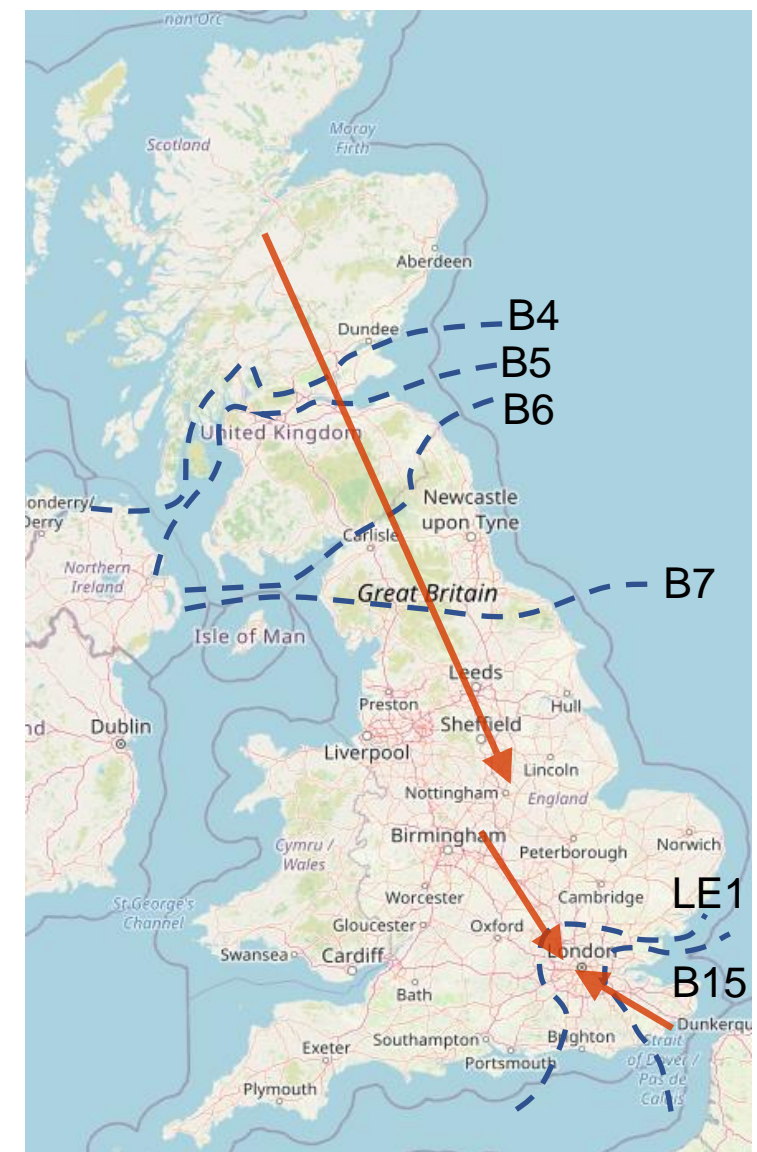 nan Orc
Moray
Firth
Scotland
Aberdeen
B4
Dundee
B5
B6
United Kingdom
onderry/
Derry
Newcastle
upon Tyne
Carlisle
Northern
Ireland
B7
Great Britain
Isle of Man
Leeds
Preston
Hull
nd
Dublin
Sheffield
Liverpool
Lincoln
Nottingham
England
Birmingham
Norwich
Cymru /
Wales
Peterborough
LE1
Worcester
Cambridge
St George's
Channel
Gloucester
Oxford
Swansea
Cardiff
London
B15
Bath
Dunkerqu
Exeter
Southampton
Brighton
Strait
of Dover /
Pas de
Calais
Portsmouth
Plymouth